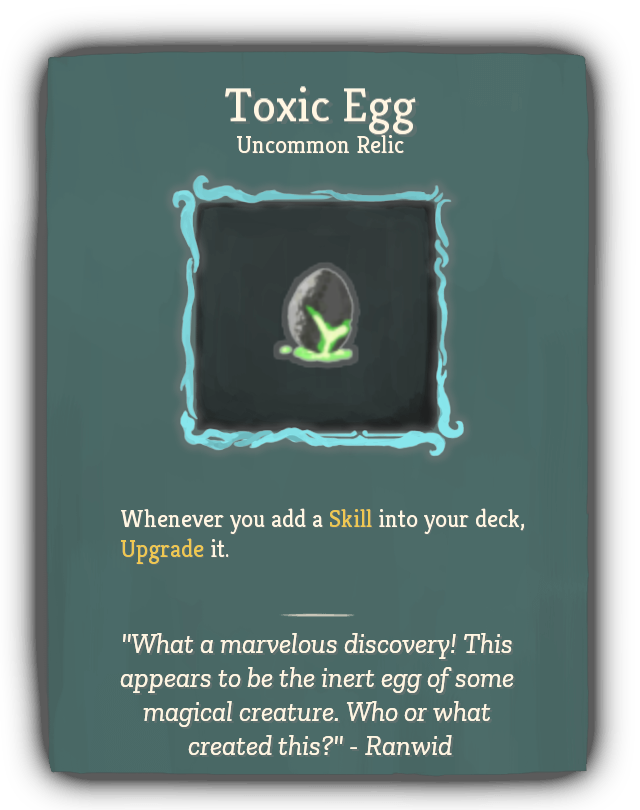 Toxic Egg
Uncommon Relic
Whenever you add a Skill into your deck,
Upgrade it.
"What a marvelous discovery! This
appears to be the inert egg of some
magical creature. Who or what
created this?" - Ranwid